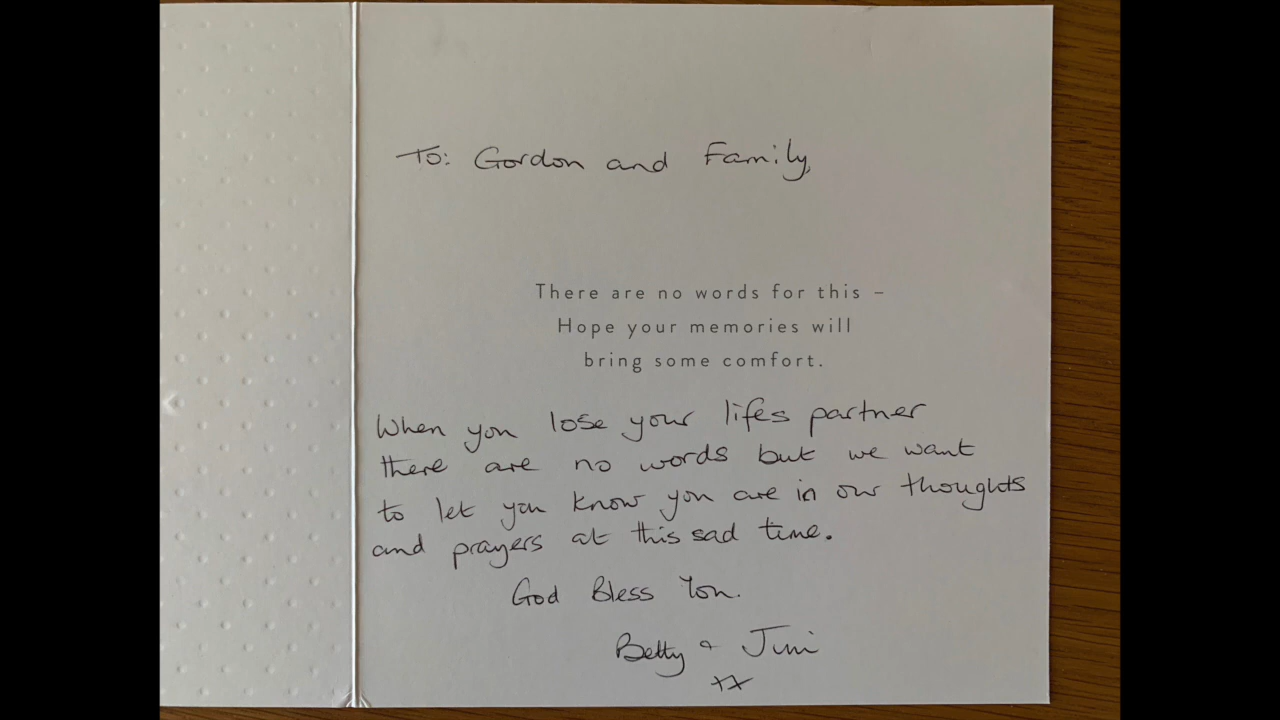 To: Gordon and Family,
There are no words for this –
Hope your memories will
bring some comfort.
When you lose your lifes partner
there are no words but we want
to let you know you are in our thoughts
and prayers at this sad time.
God Bless You.
Betty & Jim
xx